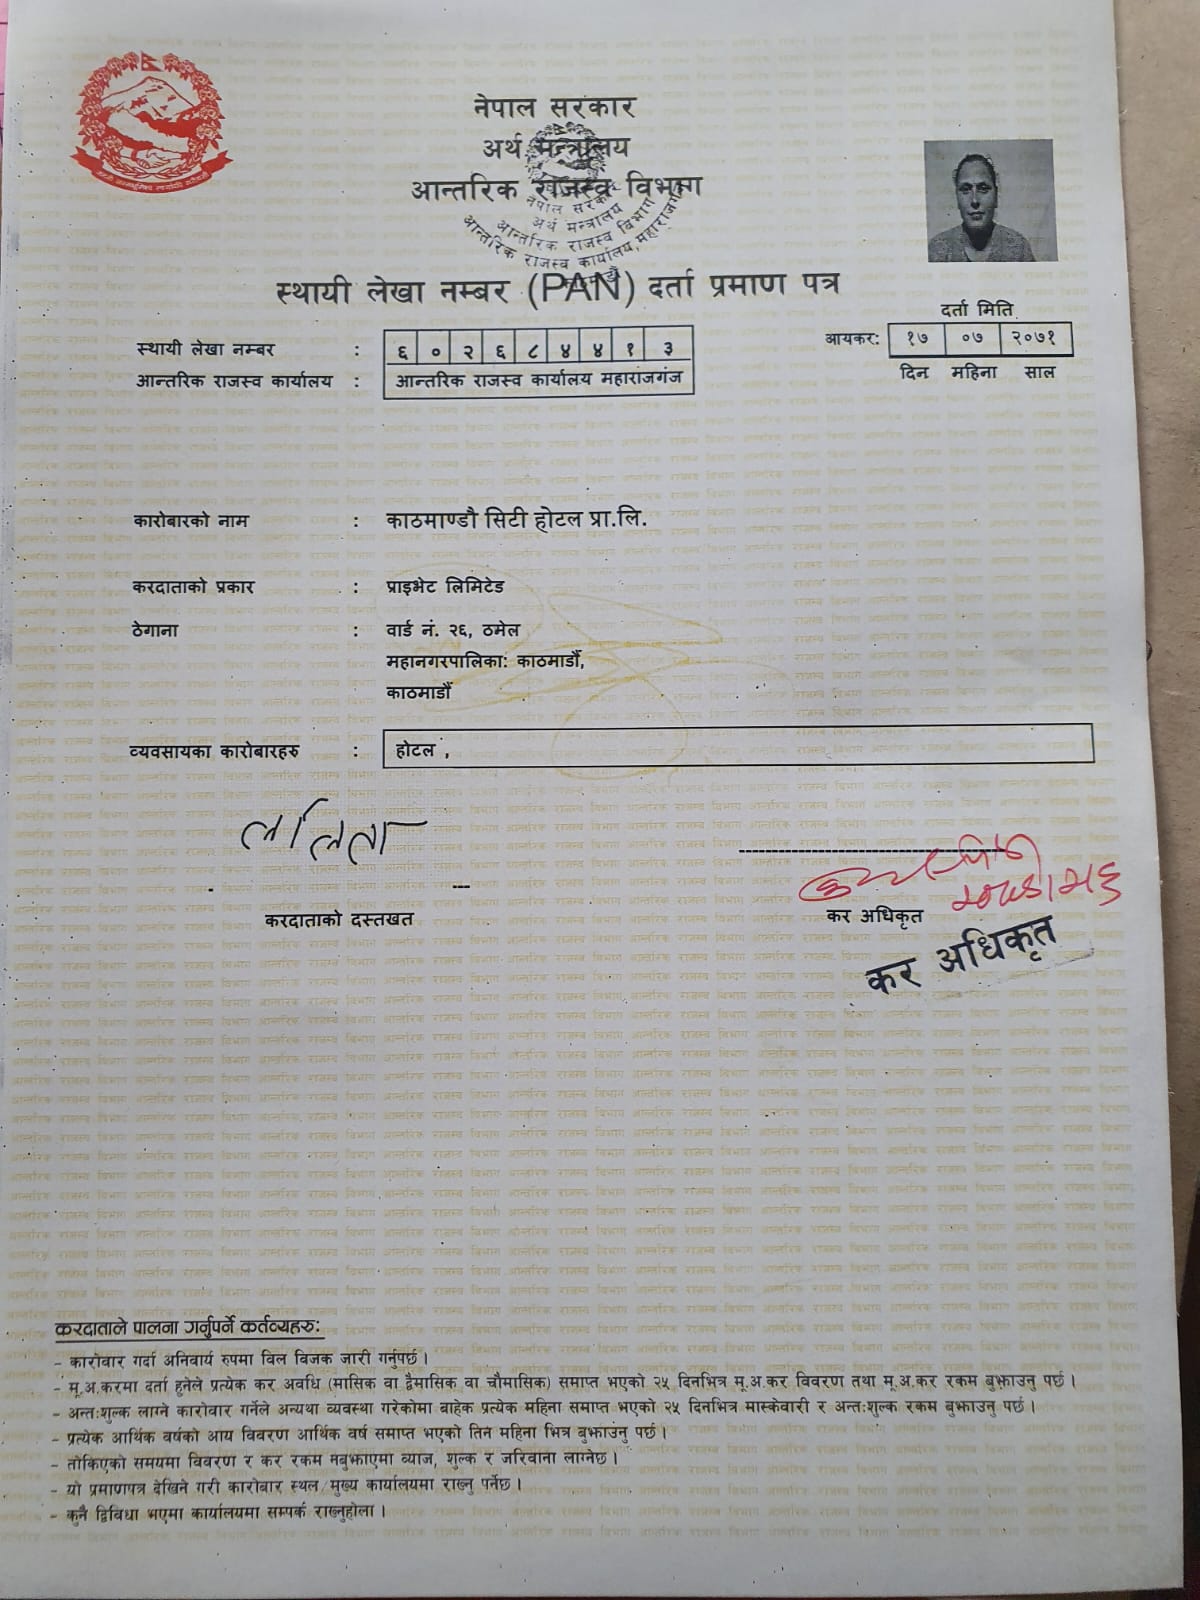 नेपाल सरकार
अर्थ मन्त्रालय
आन्तरिक राजस्व विभाग
नेपाल सरकार
अर्थ मन्त्रालय
आन्तरिक राजस्व विभाग
आन्तरिक राजस्व कार्यालय, महाराजगंज
स्थायी लेखा नम्बर (PAN) दर्ता प्रमाण पत्र
दर्ता मिति
स्थायी लेखा नम्बर : ६ ० २ ६ ८ ४ ४ १ ३
आयकर: १७ ०७ २०७१
दिन महिना साल
आन्तरिक राजस्व कार्यालय : आन्तरिक राजस्व कार्यालय महाराजगंज
कारोबारको नाम : काठमाण्डौ सिटी होटल प्रा.लि.
करदाताको प्रकार : प्राइभेट लिमिटेड
ठेगाना : वार्ड नं. २६, ठमेल
महानगरपालिका: काठमाडौं,
काठमाडौं
व्यवसायका कारोबारहरु : होटल ,
ललिता
करदाताको दस्तखत
कर अधिकृत
कर अधिकृत
करदाताले पालना गर्नुपर्ने कर्तव्यहरु:
- कारोवार गर्दा अनिवार्य रुपमा विल विजक जारी गर्नुपर्छ ।
- मू.अ.करमा दर्ता हुनेले प्रत्येक कर अवधि (मासिक वा द्वैमासिक वा चौमासिक) समाप्त भएको २५ दिनभित्र मू.अ.कर विवरण तथा मू.अ.कर रकम बुझाउनु पर्छ ।
- अन्त:शुल्क लाग्ने कारोवार गर्नेले अन्यथा व्यवस्था गरेकोमा बाहेक प्रत्येक महिना समाप्त भएको २५ दिनभित्र मास्केवारी र अन्त:शुल्क रकम बुझाउनु पर्छ ।
- प्रत्येक आर्थिक वर्षको आय विवरण आर्थिक वर्ष समाप्त भएको तिन महिना भित्र बुझाउनु पर्छ ।
- तोकिएको समयमा विवरण र कर रकम नबुझाएमा व्याज, शुल्क र जरिवाना लाग्नेछ ।
- यो प्रमाणपत्र देखिने गरी कारोबार स्थल/मुख्य कार्यालयमा राख्नु पर्नेछ ।
- कुनै द्विविधा भएमा कार्यालयमा सम्पर्क राख्नुहोला ।